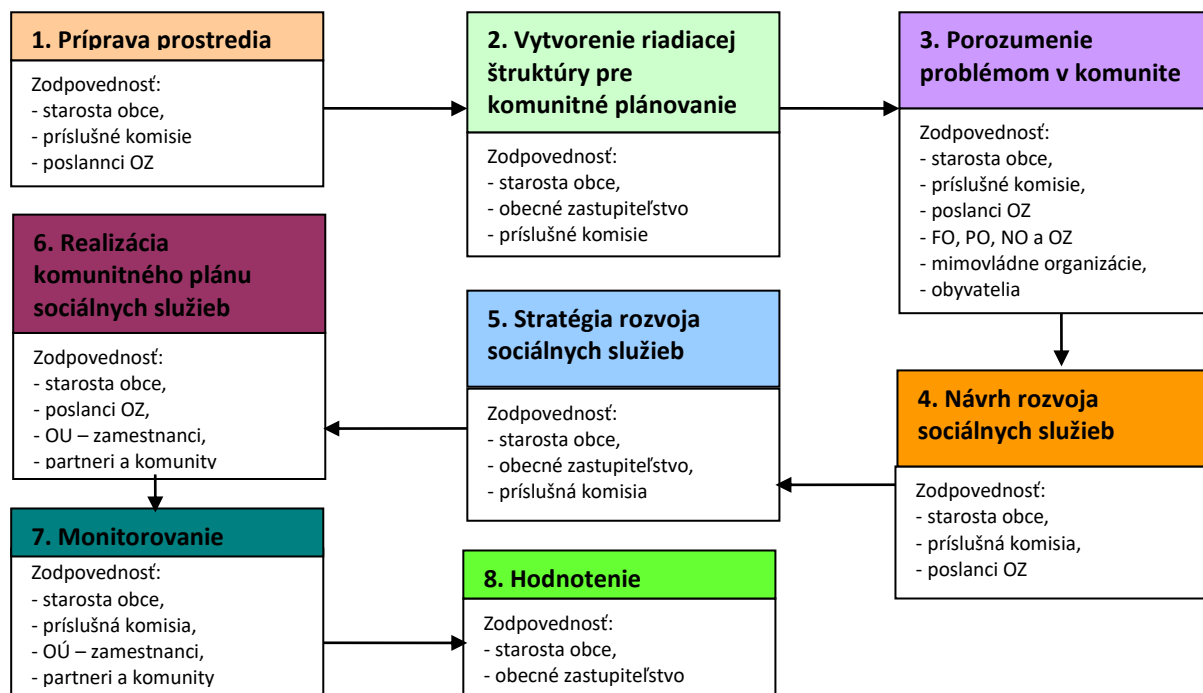 1. Príprava prostredia
Zodpovednosť:
- starosta obce,
- príslušné komisie
- poslannci OZ
2. Vytvorenie riadiacej
štruktúry pre
komunitné plánovanie
Zodpovednosť:
- starosta obce,
- obecné zastupiteľstvo
- príslušné komisie
3. Porozumenie
problémom v komunite
Zodpovednosť:
- starosta obce,
- príslušné komisie,
- poslanci OZ
- FO, PO, NO a OZ
- mimovládne organizácie,
- obyvatelia
4. Návrh rozvoja
sociálnych služieb
Zodpovednosť:
- starosta obce,
- príslušná komisia,
- poslanci OZ
5. Stratégia rozvoja
sociálnych služieb
Zodpovednosť:
- starosta obce,
- obecné zastupiteľstvo,
- príslušná komisia
6. Realizácia
komunitného plánu
sociálnych služieb
Zodpovednosť:
- starosta obce,
- poslanci OZ,
- OU – zamestnanci,
- partneri a komunity
7. Monitorovanie
Zodpovednosť:
- starosta obce,
- príslušná komisia,
- OÚ – zamestnanci,
- partneri a komunity
8. Hodnotenie
Zodpovednosť:
- starosta obce,
- obecné zastupiteľstvo